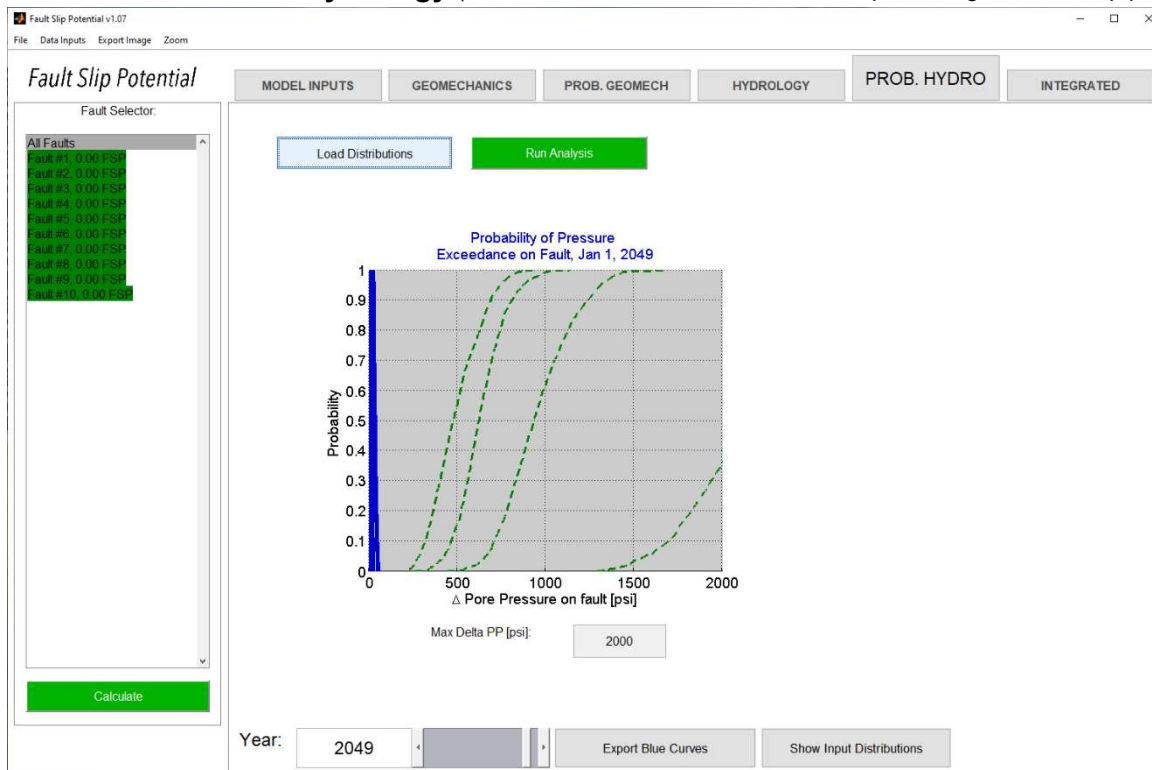 Fault Slip Potential v1.07
File Data Inputs Export Image Zoom
Fault Slip Potential
MODEL INPUTS GEOMECHANICS PROB. GEOMECH HYDROLOGY PROB. HYDRO INTEGRATED
Fault Selector:
All Faults
Fault #1, 0.00 FSP
Fault #2, 0.00 FSP
Fault #3, 0.00 FSP
Fault #4, 0.00 FSP
Fault #5, 0.00 FSP
Fault #6, 0.00 FSP
Fault #7, 0.00 FSP
Fault #8, 0.00 FSP
Fault #9, 0.00 FSP
Fault #10, 0.00 FSP
Calculate
Load Distributions Run Analysis
Probability of Pressure
Exceedance on Fault, Jan 1, 2049
Probability
1
0.9
0.8
0.7
0.6
0.5
0.4
0.3
0.2
0.1
0
0 500 1000 1500 2000
Δ Pore Pressure on fault [psi]
Max Delta PP [psi]: 2000
Year: 2049 Export Blue Curves Show Input Distributions